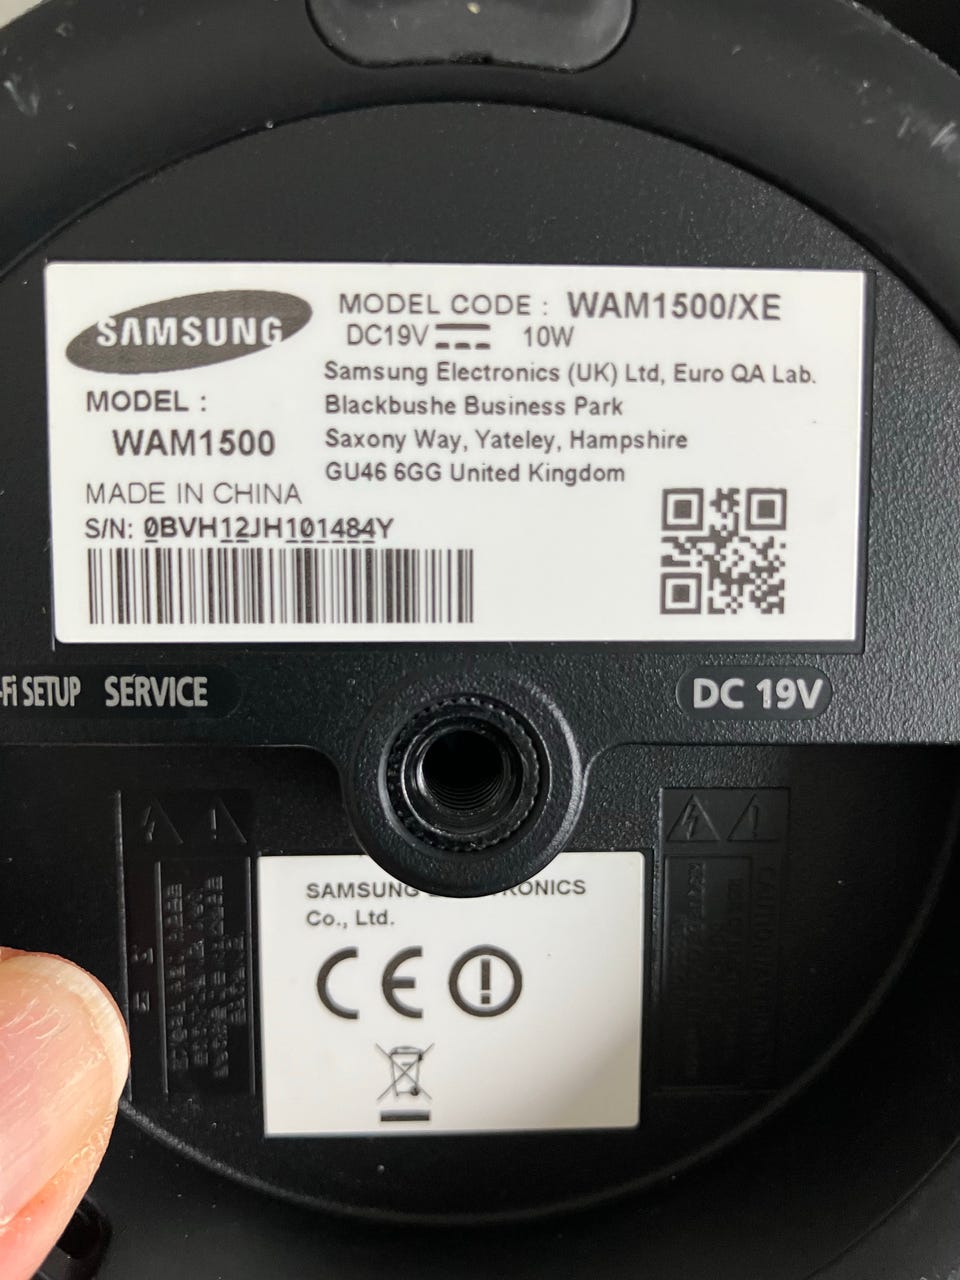 SAMSUNG
MODEL CODE : WAM1500/XE
DC19V 10W
Samsung Electronics (UK) Ltd, Euro QA Lab.
Blackbushe Business Park
Saxony Way, Yateley, Hampshire
GU46 6GG United Kingdom
MODEL :
WAM1500
MADE IN CHINA
S/N: 0BVH12JH101484Y
-Fi SETUP SERVICE
DC 19V
SAMSUNG
Co., Ltd.
CE